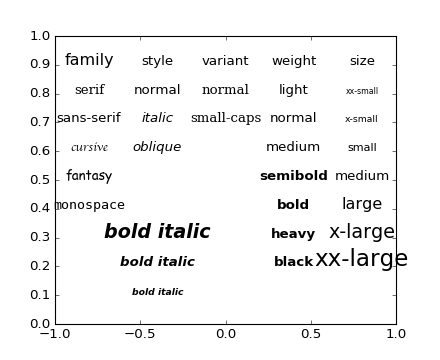 1.0
family style variant weight size
0.9
serif normal normal light xx-small
0.8
sans-serif italic small-caps normal x-small
0.7
cursive oblique medium small
0.6
fantasy semibold medium
0.5
monospace bold large
0.4
bold italic heavy x-large
0.3
bold italic black xx-large
0.2
bold italic
0.1
0.0
−1.0 −0.5 0.0 0.5 1.0